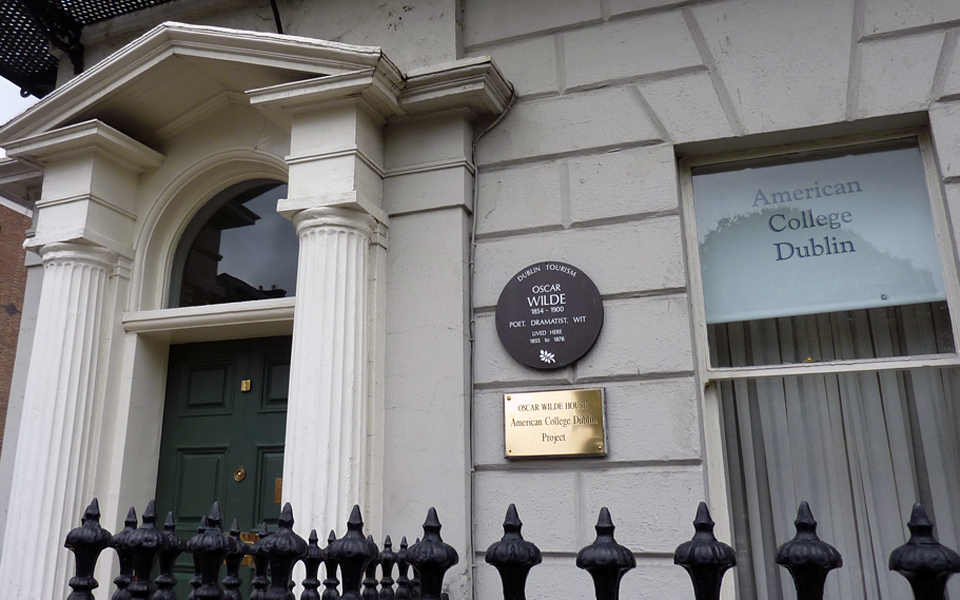 DUBLIN TOURISM
OSCAR
WILDE
1854 - 1900
POET. DRAMATIST. WIT
LIVED HERE
1855 to 1878
OSCAR WILDE HOUSE
American College Dublin
Project
American
College
Dublin
1